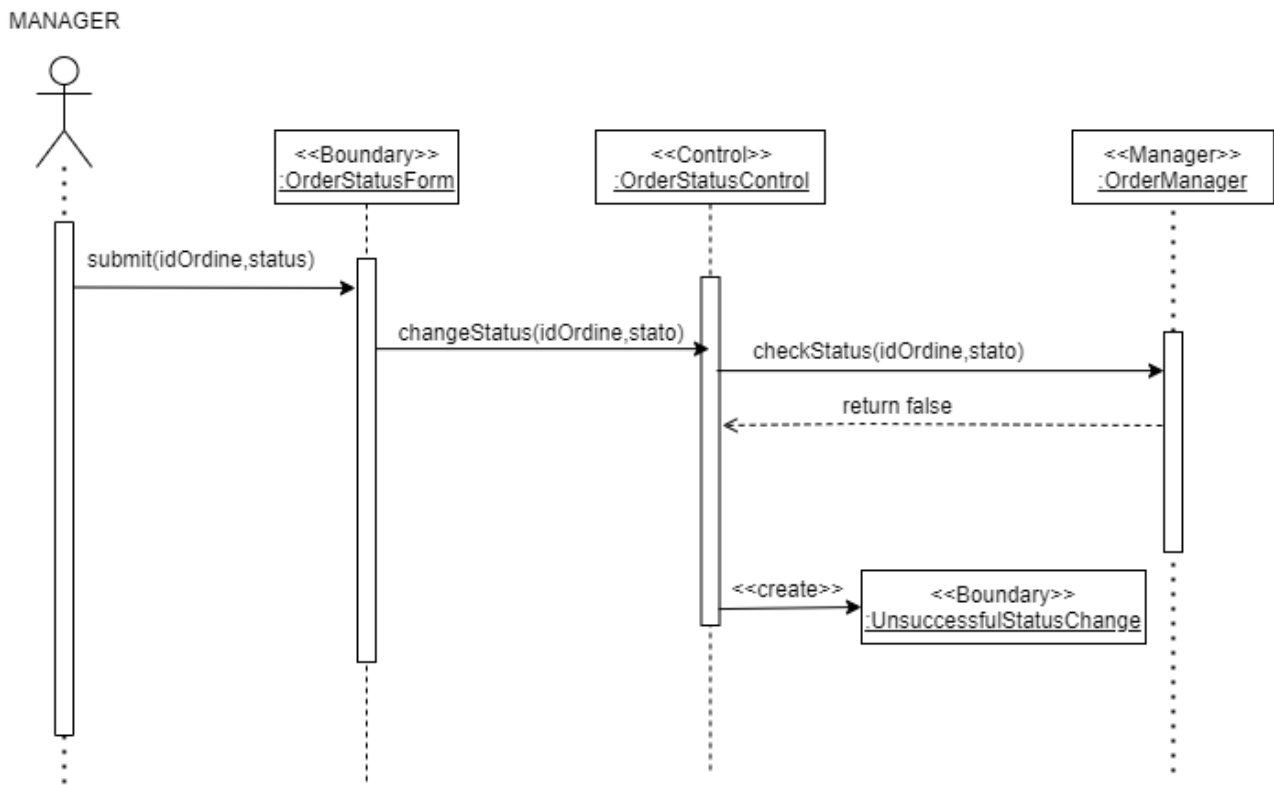 MANAGER
<<Boundary>>
:OrderStatusForm
<<Control>>
:OrderStatusControl
<<Manager>>
:OrderManager
submit(idOrdine,status)
changeStatus(idOrdine,stato)
checkStatus(idOrdine,stato)
return false
<<create>>
<<Boundary>>
:UnsuccessfulStatusChange